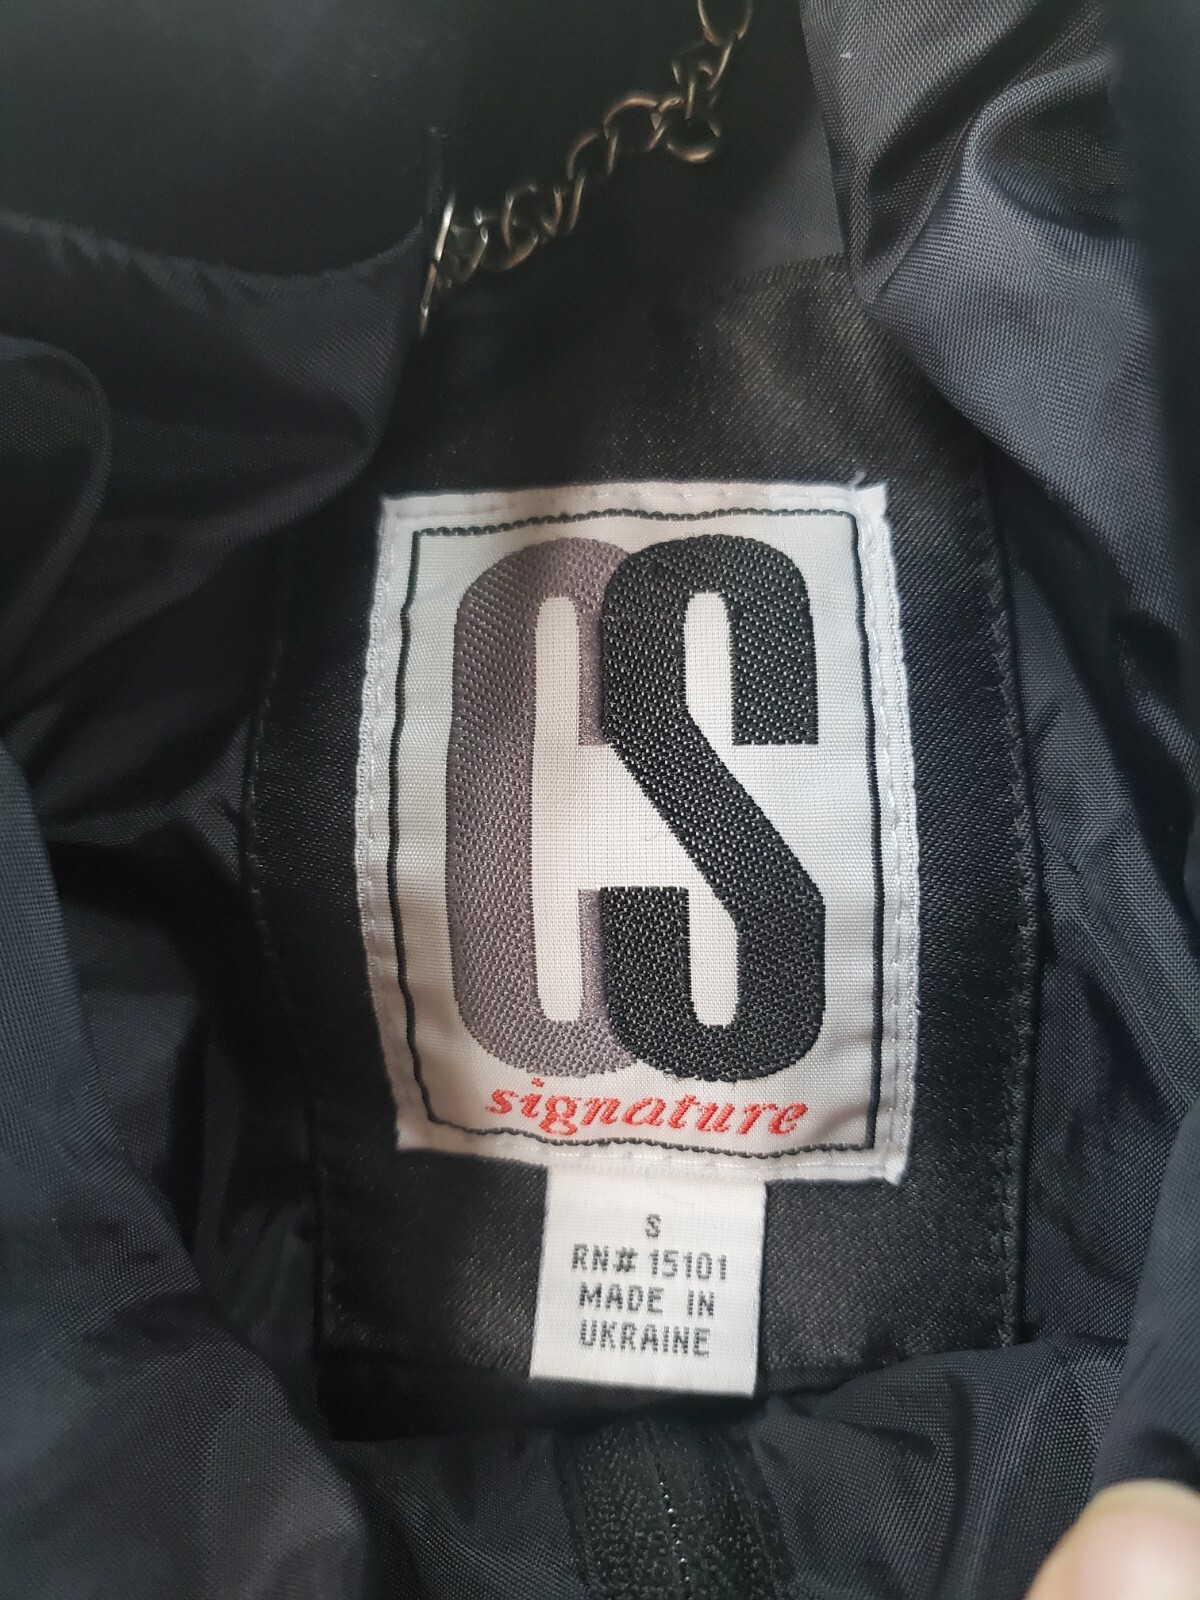 CS
signature
S
RN# 15101
MADE IN
UKRAINE